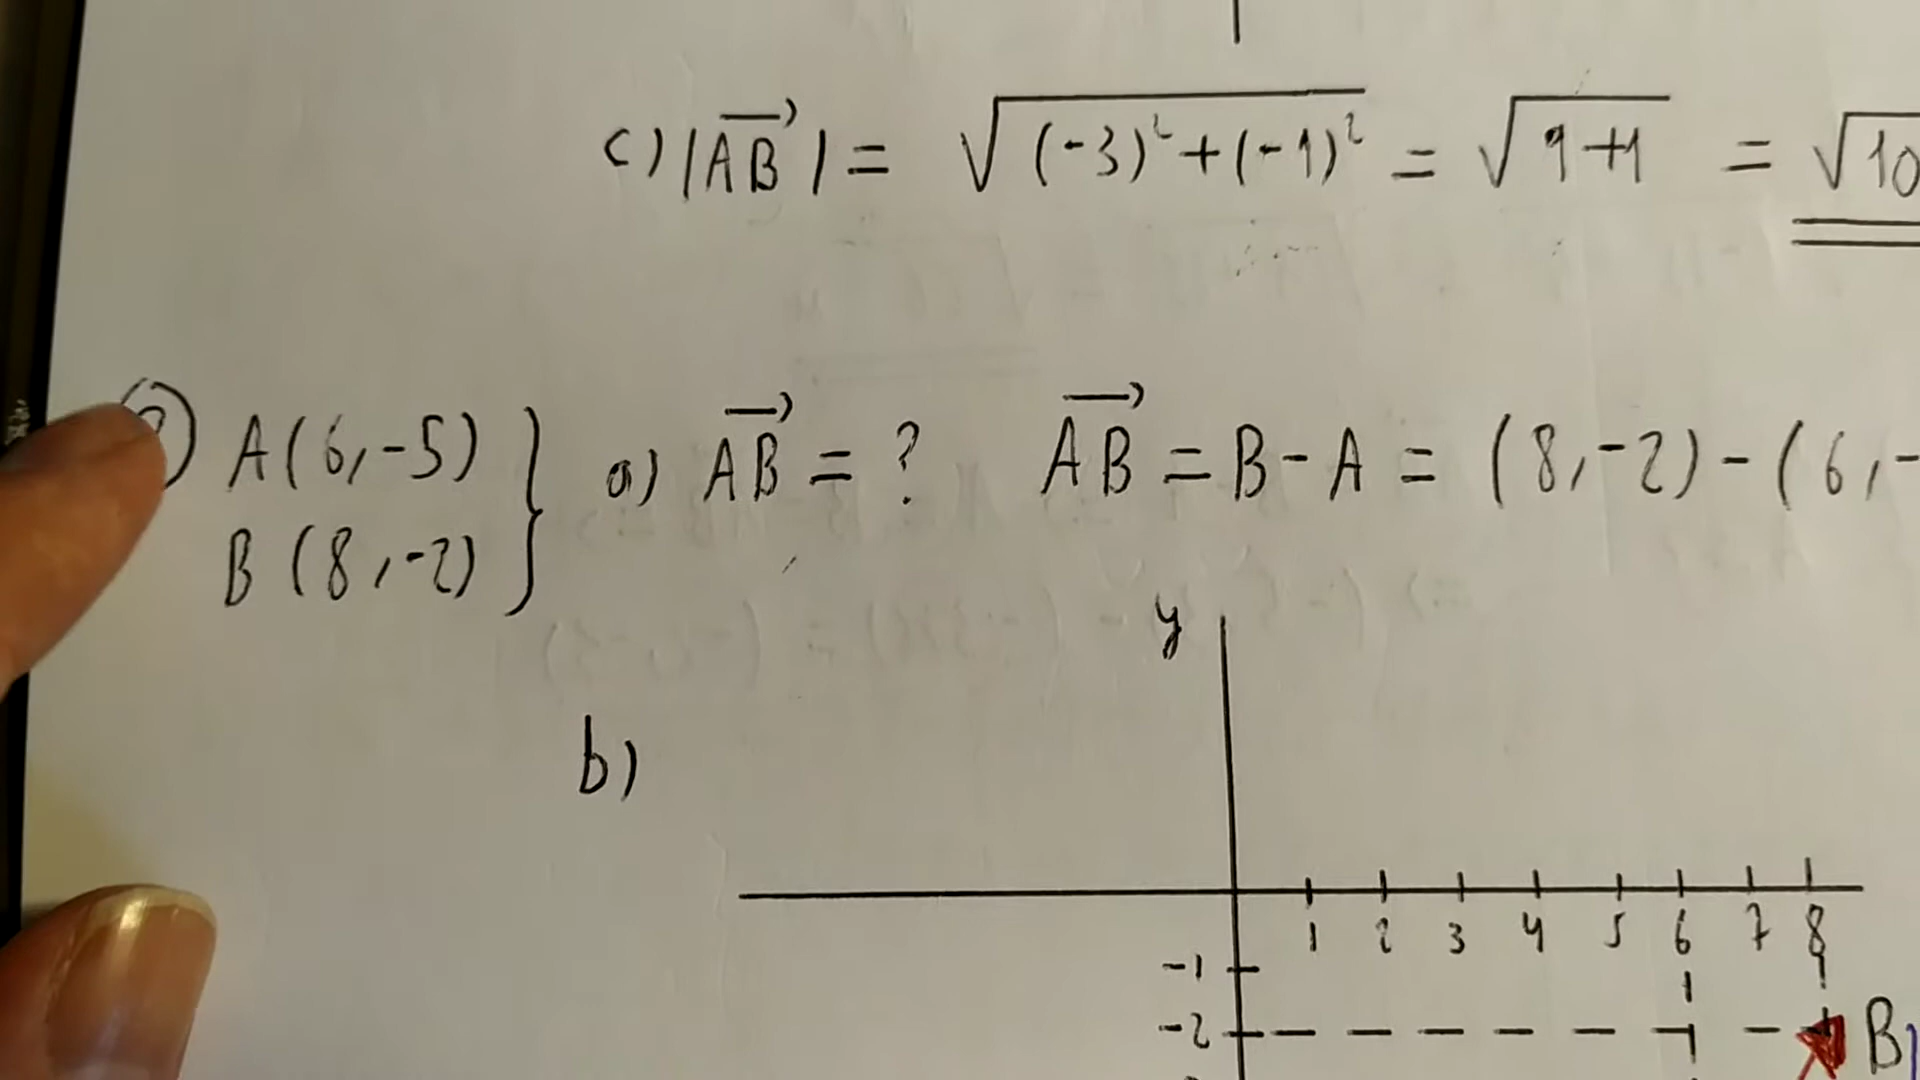 c) |AB| = √(-3)²+(-1)² = √9+1 = √10
A(6,-5) } a) AB = ? AB = B-A = (8,-2)-(6,-
B(8,-2)
y
b)
1 2 3 4 5 6 7 8
-1
-2 B